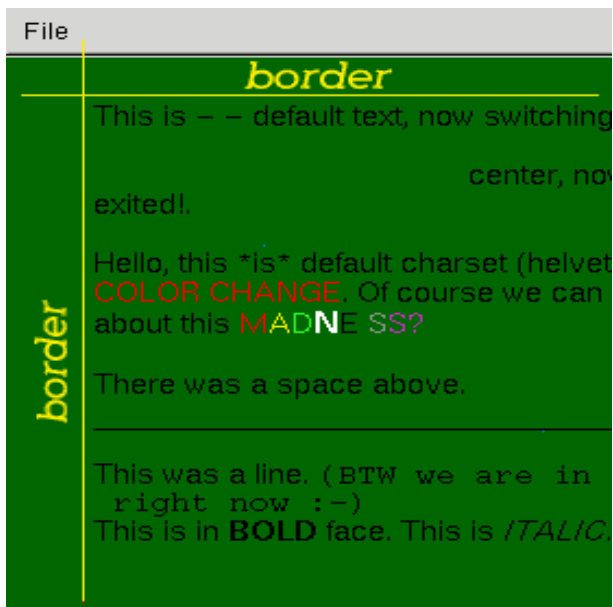 File
border
This is – – default text, now switching
center, nov
exited!.
Hello, this *is* default charset (helvet
COLOR CHANGE. Of course we can
about this MADNE SS?
border
There was a space above.
This was a line. (BTW we are in
right now :-)
This is in BOLD face. This is ITALIC.